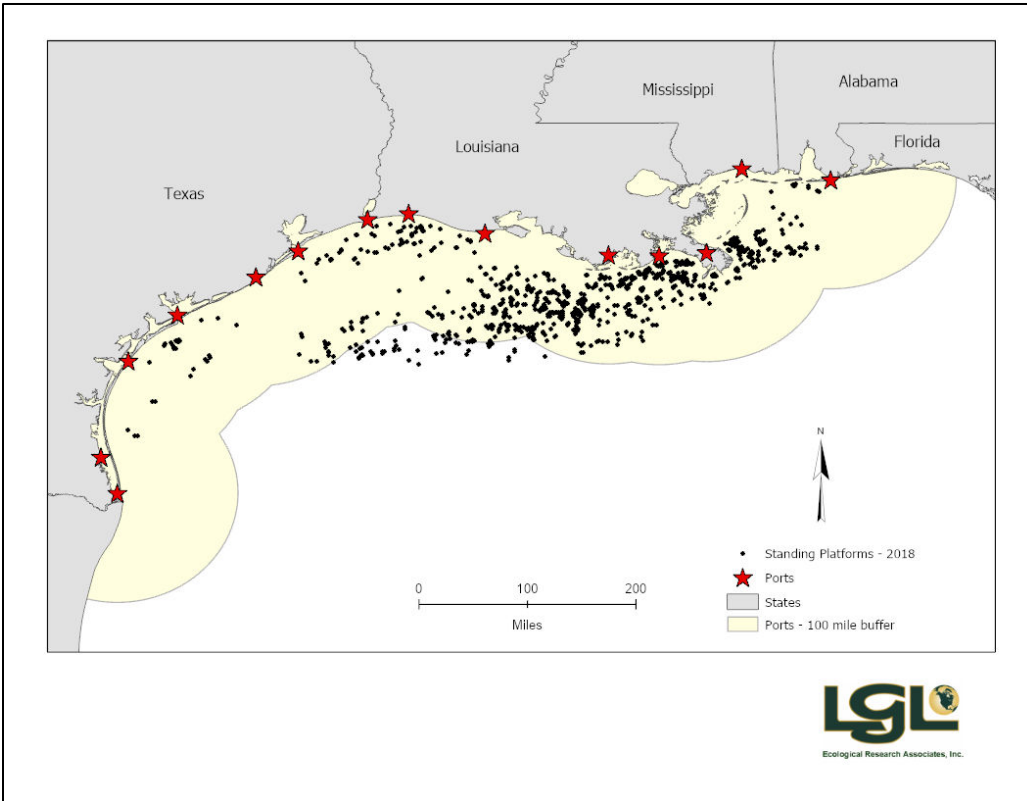 Mississippi
Alabama
Florida
Louisiana
Texas
N
Standing Platforms - 2018
Ports
States
Ports - 100 mile buffer
0 100 200
Miles
LGL
Ecological Research Associates, Inc.